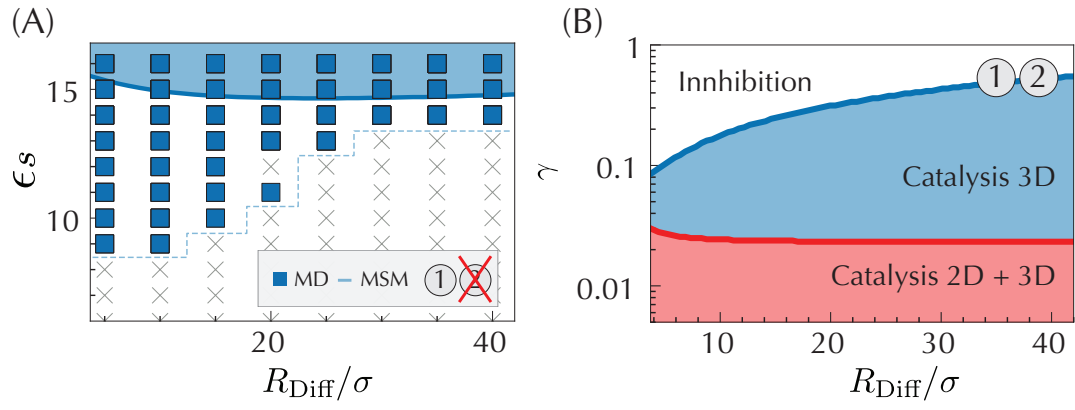 (A)
ϵs
15
10
20
40
R_Diff/σ
MD
MSM
1
2
(B)
γ
1
0.1
0.01
10
20
30
40
R_Diff/σ
Innhibition
1
2
Catalysis 3D
Catalysis 2D + 3D